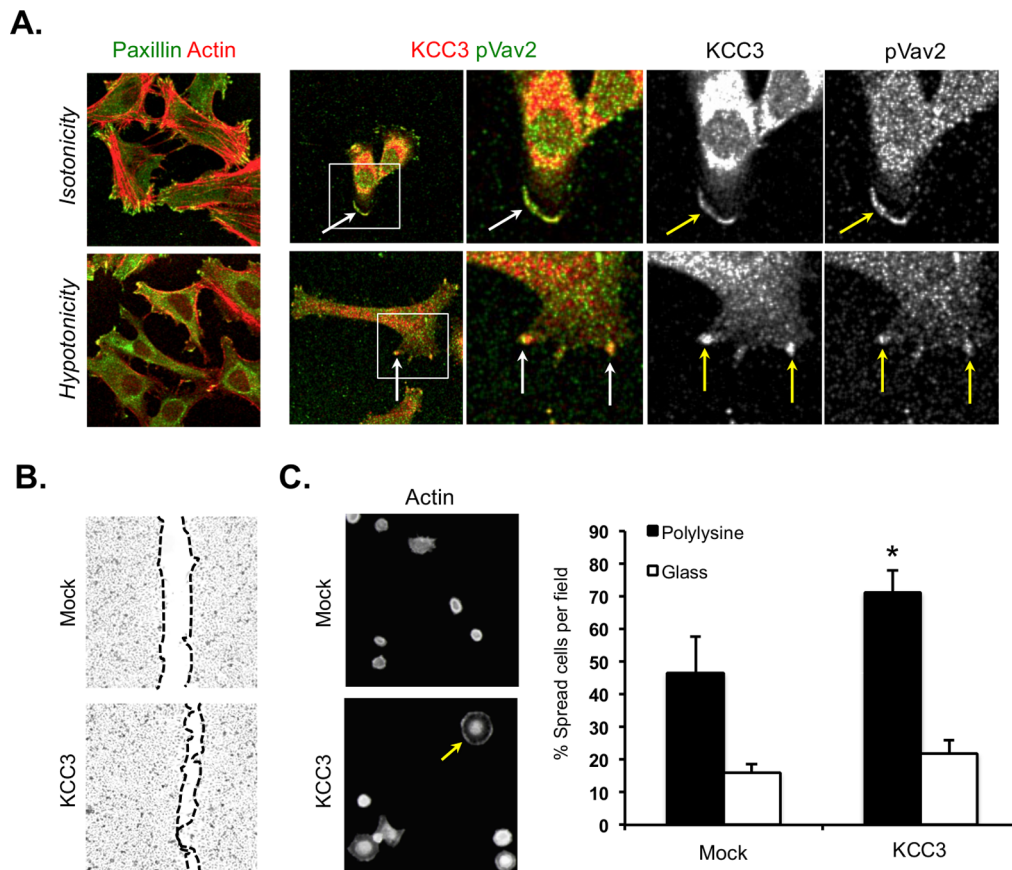 A.
Paxillin Actin
KCC3 pVav2
KCC3
pVav2
Isotonicity
Hypotonicity
B.
Mock
KCC3
C.
Actin
Mock
KCC3
% Spread cells per field
90
80
70
60
50
40
30
20
10
0
Polylysine
Glass
*
Mock
KCC3